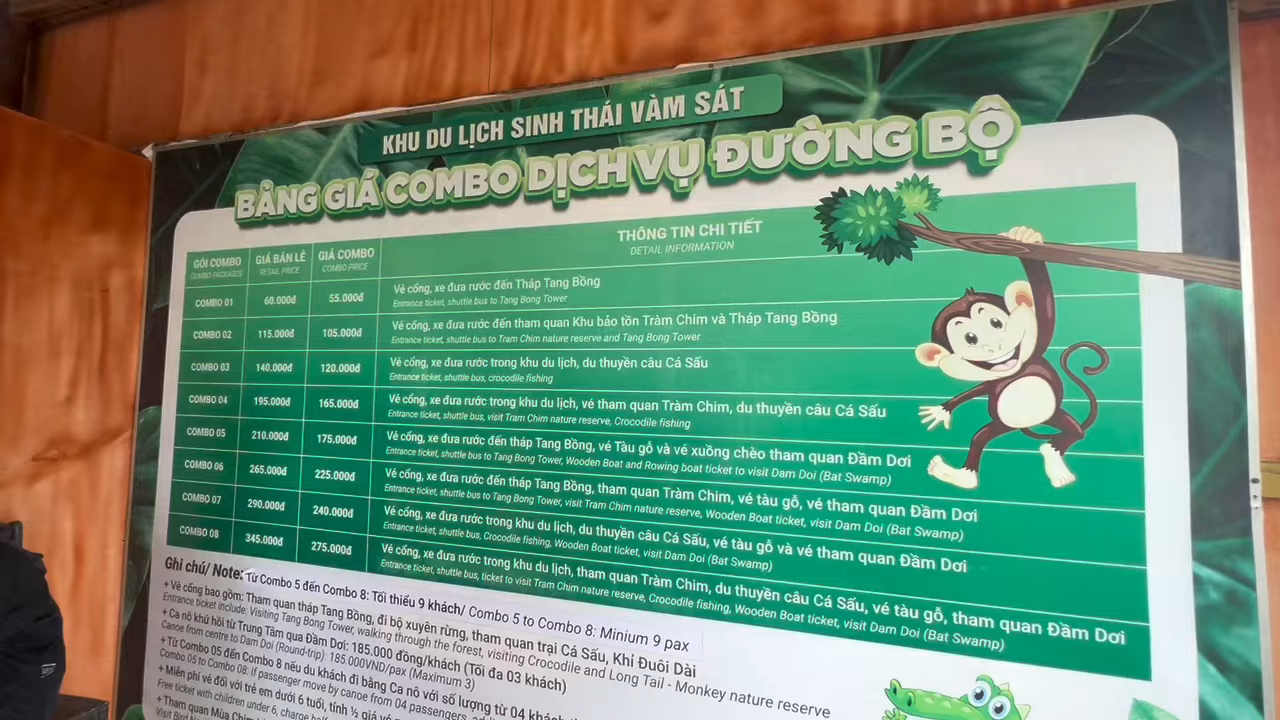 KHU DU LỊCH SINH THÁI VÀM SÁT
BẢNG GIÁ COMBO DỊCH VỤ ĐƯỜNG BỘ
GÓI COMBO GIÁ BÁN LẺ GIÁ COMBO THÔNG TIN CHI TIẾT
COMBO PACKAGES RETAIL PRICE COMBO PRICE DETAIL INFORMATION
COMBO 01 60.000đ 55.000đ Vé cổng, xe đưa rước đến Tháp Tang Bồng
Entrance ticket, shuttle bus to Tang Bong Tower
COMBO 02 115.000đ 105.000đ Vé cổng, xe đưa rước đến tham quan Khu bảo tồn Tràm Chim và Tháp Tang Bồng
Entrance ticket, shuttle bus to Tram Chim nature reserve and Tang Bong Tower
COMBO 03 140.000đ 120.000đ Vé cổng, xe đưa rước trong khu du lịch, du thuyền câu Cá Sấu
Entrance ticket, shuttle bus, crocodile fishing
COMBO 04 195.000đ 165.000đ Vé cổng, xe đưa rước trong khu du lịch, vé tham quan Tràm Chim, du thuyền câu Cá Sấu
Entrance ticket, shuttle bus, visit Tram Chim nature reserve, Crocodile fishing
COMBO 05 210.000đ 175.000đ Vé cổng, xe đưa rước đến tháp Tang Bồng, vé Tàu gỗ và vé xuồng chèo tham quan Đầm Dơi
Entrance ticket, shuttle bus to Tang Bong Tower, Wooden Boat and Rowing boat ticket to visit Dam Doi (Bat Swamp)
COMBO 06 265.000đ 225.000đ Vé cổng, xe đưa rước đến tháp Tang Bồng, tham quan Tràm Chim, vé tàu gỗ, vé tham quan Đầm Dơi
Entrance ticket, shuttle bus to Tang Bong Tower, visit Tram Chim nature reserve, Wooden Boat ticket, visit Dam Doi (Bat Swamp)
COMBO 07 290.000đ 240.000đ Vé cổng, xe đưa rước trong khu du lịch, du thuyền câu Cá Sấu, vé tàu gỗ và vé tham quan Đầm Dơi
Entrance ticket, shuttle bus, Crocodile fishing, Wooden Boat ticket, visit Dam Doi (Bat Swamp)
COMBO 08 345.000đ 275.000đ Vé cổng, xe đưa rước trong khu du lịch, tham quan Tràm Chim, du thuyền câu Cá Sấu, vé tàu gỗ, tham quan Đầm Dơi
Entrance ticket, shuttle bus, ticket to visit Tram Chim nature reserve, Crocodile fishing, Wooden Boat ticket, visit Dam Doi (Bat Swamp)
Ghi chú/ Note: Từ Combo 5 đến Combo 8: Tối thiểu 9 khách/ Combo 5 to Combo 8: Minium 9 pax
+ Vé cổng bao gồm: Tham quan tháp Tang Bồng, đi bộ xuyên rừng, tham quan trại Cá Sấu, Khỉ Đuôi Dài
Entrance ticket include: Visiting Tang Bong Tower, walking through the forest, visiting Crocodile and Long Tail - Monkey nature reserve
+ Ca nô khứ hồi từ Trung Tâm qua Đầm Dơi: 185.000 đồng/khách (Tối đa 03 khách)
Canoe from centre to Dam Doi (Round-trip): 185.000VND/pax (Maximum 3)
+ Từ Combo 05 đến Combo 8 nếu du khách đi bằng Ca nô với số lượng từ 04 khách
Combo 05 to Combo 08: If passenger move by canoe from 04 passengers,
+ Miễn phí vé đối với trẻ em dưới 6 tuổi, tính ½ giá vé
Free ticket with children under 6, charge
+ Tham quan Mùa Chim